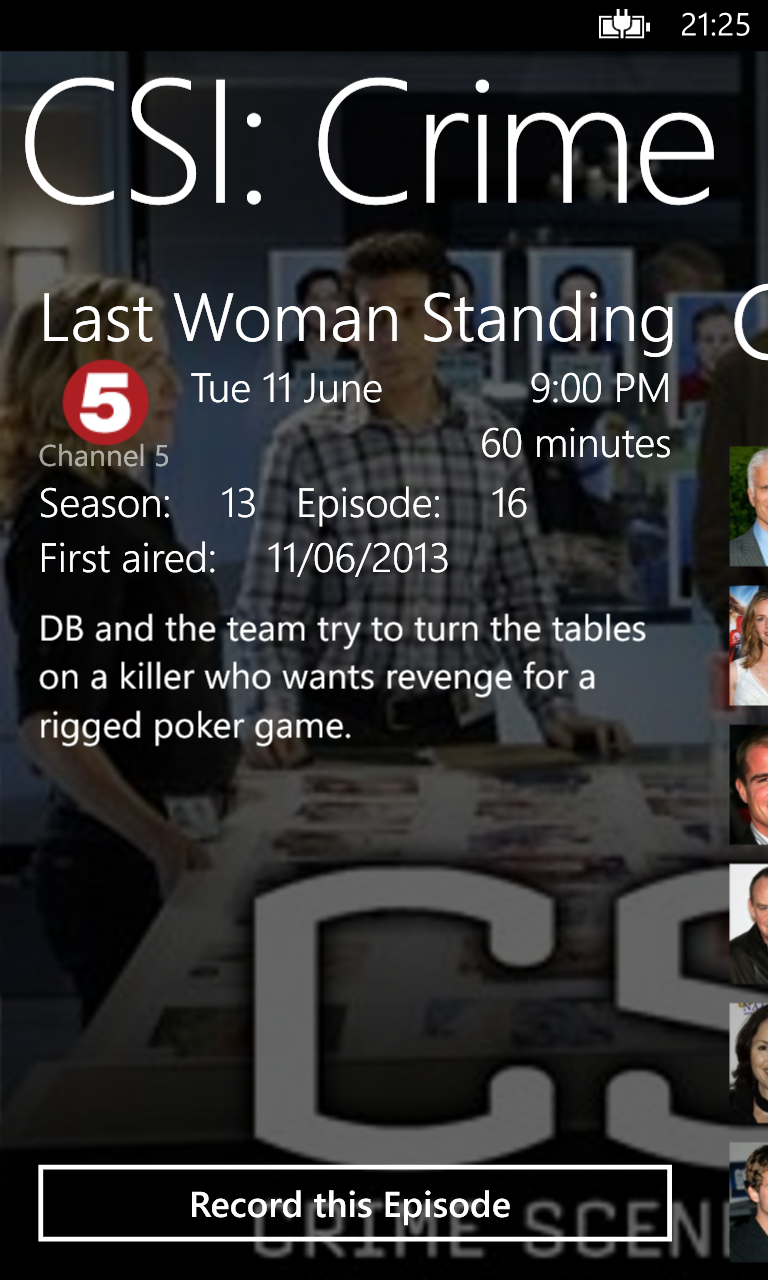 21:25
CSI: Crime
Last Woman Standing
5 Tue 11 June 9:00 PM
Channel 5 60 minutes
Season: 13 Episode: 16
First aired: 11/06/2013
DB and the team try to turn the tables
on a killer who wants revenge for a
rigged poker game.
CS
Record this Episode
CRIME SCEN